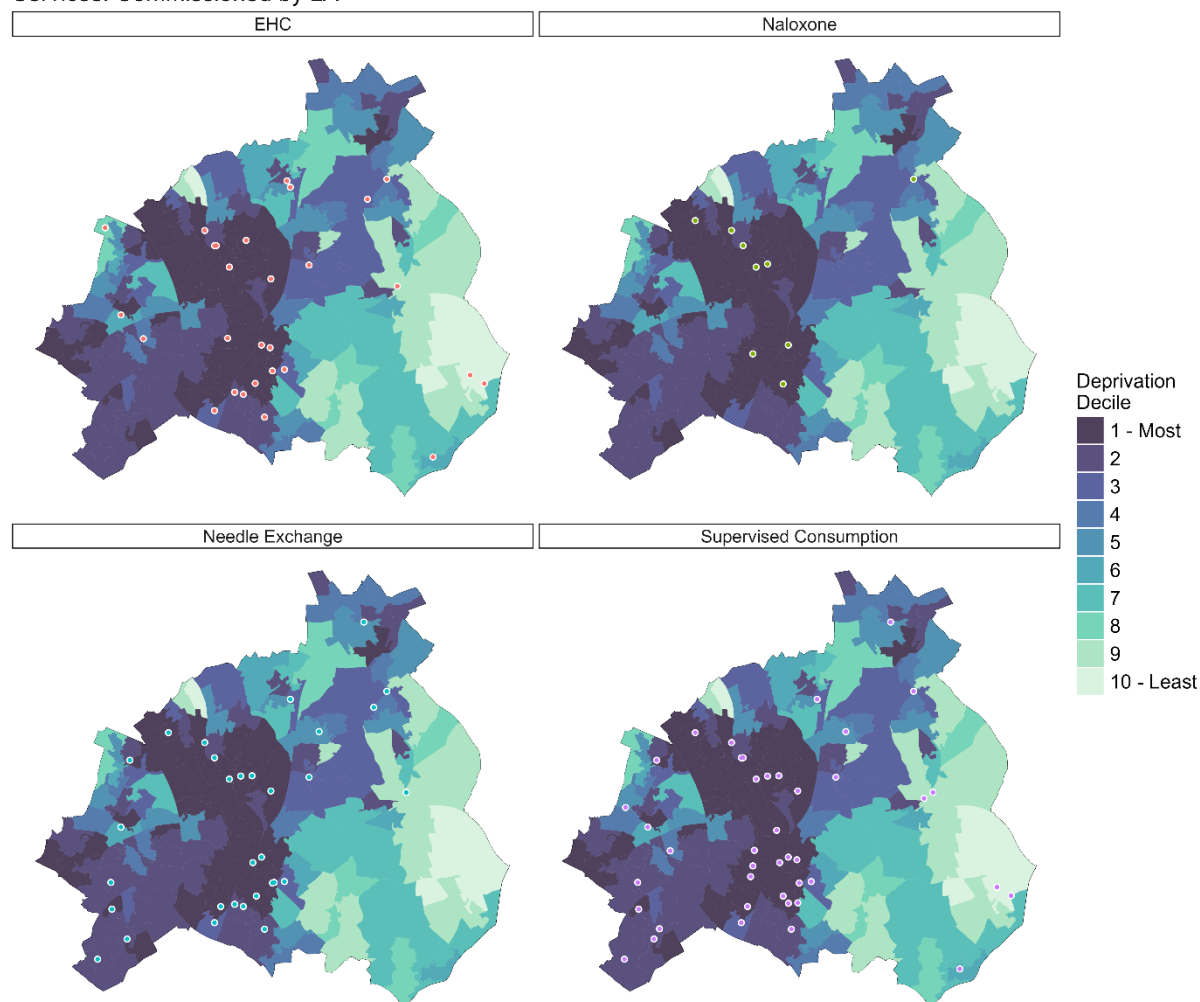 EHC
Naloxone
Needle Exchange
Supervised Consumption
Deprivation
Decile
1 - Most
2
3
4
5
6
7
8
9
10 - Least